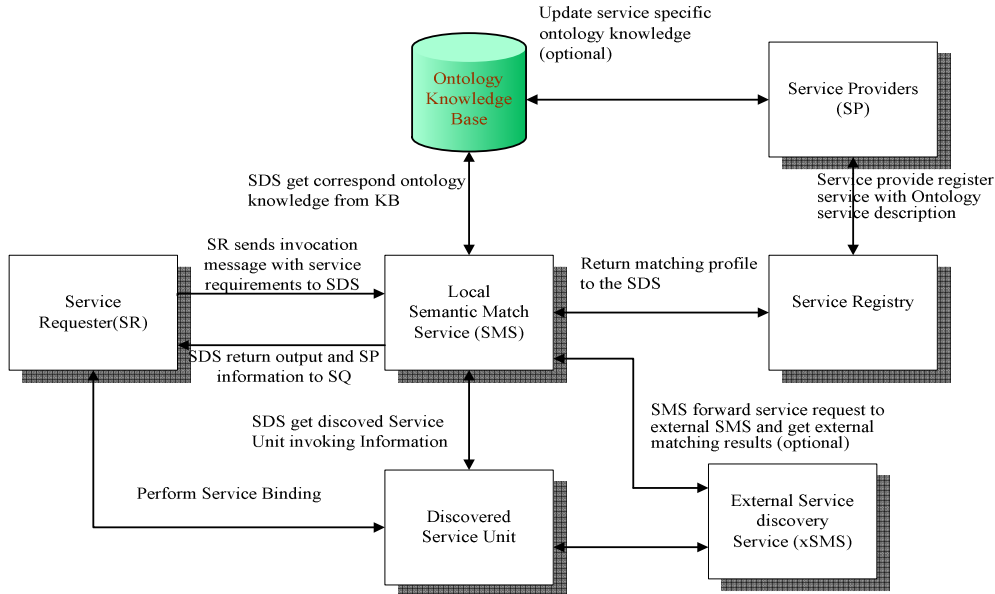 Update service specific
ontology knowledge
(optional)
Ontology
Knowledge
Base
Service Providers
(SP)
SDS get correspond ontology
knowledge from KB
Service provide register
service with Ontology
service description
SR sends invocation
message with service
requirements to SDS
Return matching profile
to the SDS
Service
Requester(SR)
Local
Semantic Match
Service (SMS)
Service Registry
SDS return output and SP
information to SQ
SDS get discoved Service
Unit invoking Information
SMS forward service request to
external SMS and get external
matching results (optional)
Perform Service Binding
Discovered
Service Unit
External Service
discovery
Service (xSMS)